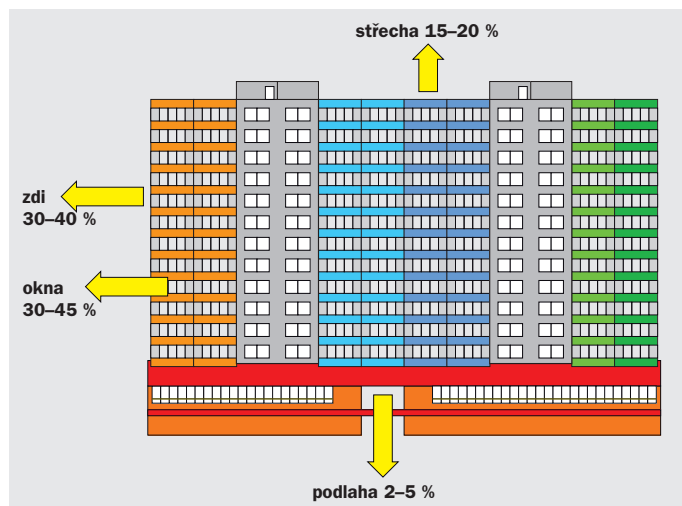 střecha 15–20 %
zdi
30–40 %
okna
30–45 %
podlaha 2–5 %